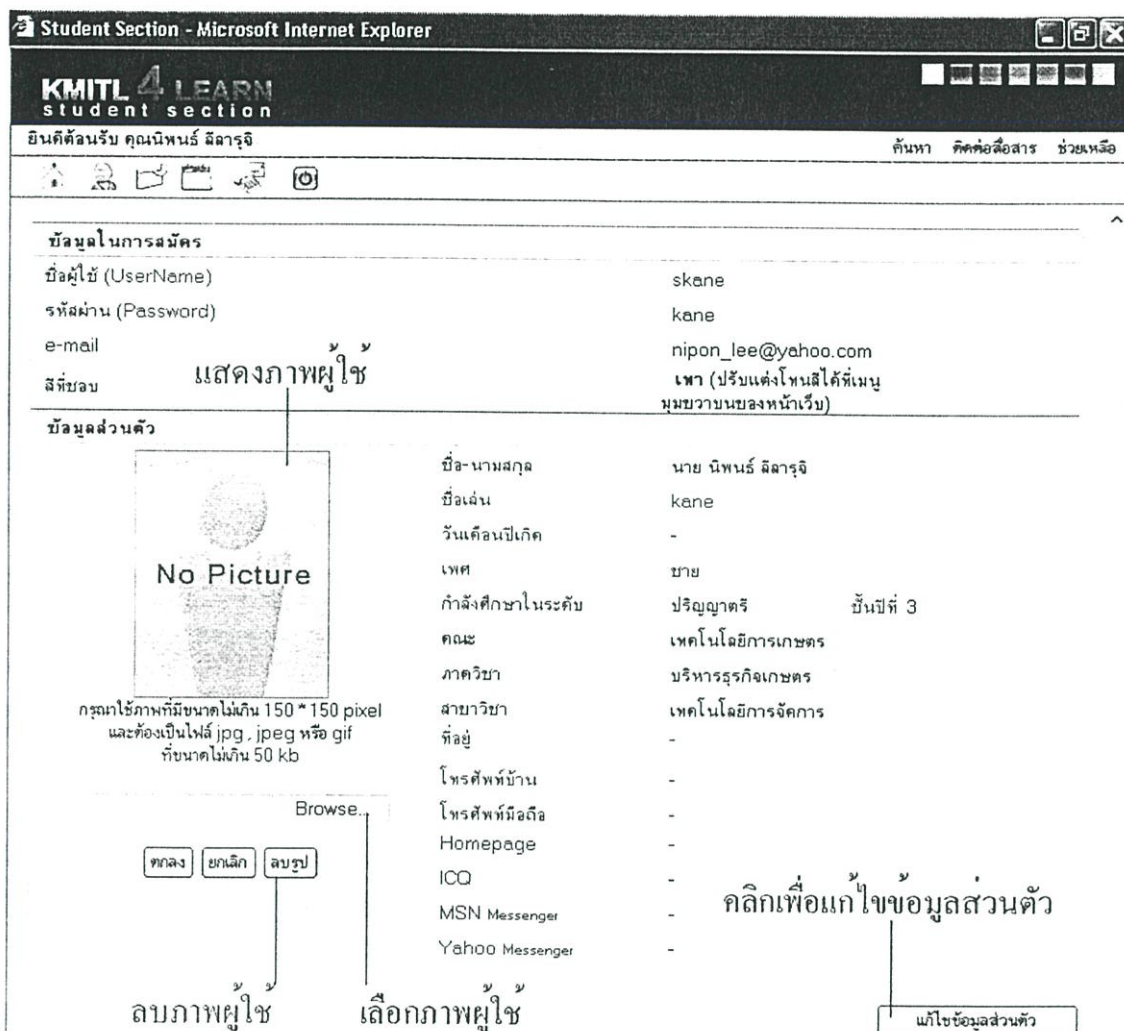 Student Section - Microsoft Internet Explorer
KMITL 4 LEARN
student section
ยินดีต้อนรับ คุณนิพนธ์ ลีลารุจิ
ค้นหา ติดต่อสื่อสาร ช่วยเหลือ
ข้อมูลในการสมัคร
ชื่อผู้ใช้ (UserName) skane
รหัสผ่าน (Password) kane
e-mail nipon_lee@yahoo.com
แสดงภาพผู้ใช้
สีที่ชอบ เทา (ปรับแต่งโทนสีได้ที่เมนู
มุมขวาบนของหน้าเว็บ)
ข้อมูลส่วนตัว
No Picture
กรุณาใช้ภาพที่มีขนาดไม่เกิน 150 * 150 pixel
และต้องเป็นไฟล์ jpg , jpeg หรือ gif
ที่ขนาดไม่เกิน 50 kb
Browse...
ตกลง ยกเลิก ลบรูป
ลบภาพผู้ใช้ เลือกภาพผู้ใช้
ชื่อ-นามสกุล นาย นิพนธ์ ลีลารุจิ
ชื่อเล่น kane
วันเดือนปีเกิด -
เพศ ชาย
กำลังศึกษาในระดับ ปริญญาตรี ชั้นปีที่ 3
คณะ เทคโนโลยีการเกษตร
ภาควิชา บริหารธุรกิจเกษตร
สาขาวิชา เทคโนโลยีการจัดการ
ที่อยู่ -
โทรศัพท์บ้าน -
โทรศัพท์มือถือ -
Homepage -
ICQ -
MSN Messenger -
Yahoo Messenger -
คลิกเพื่อแก้ไขข้อมูลส่วนตัว
แก้ไขข้อมูลส่วนตัว